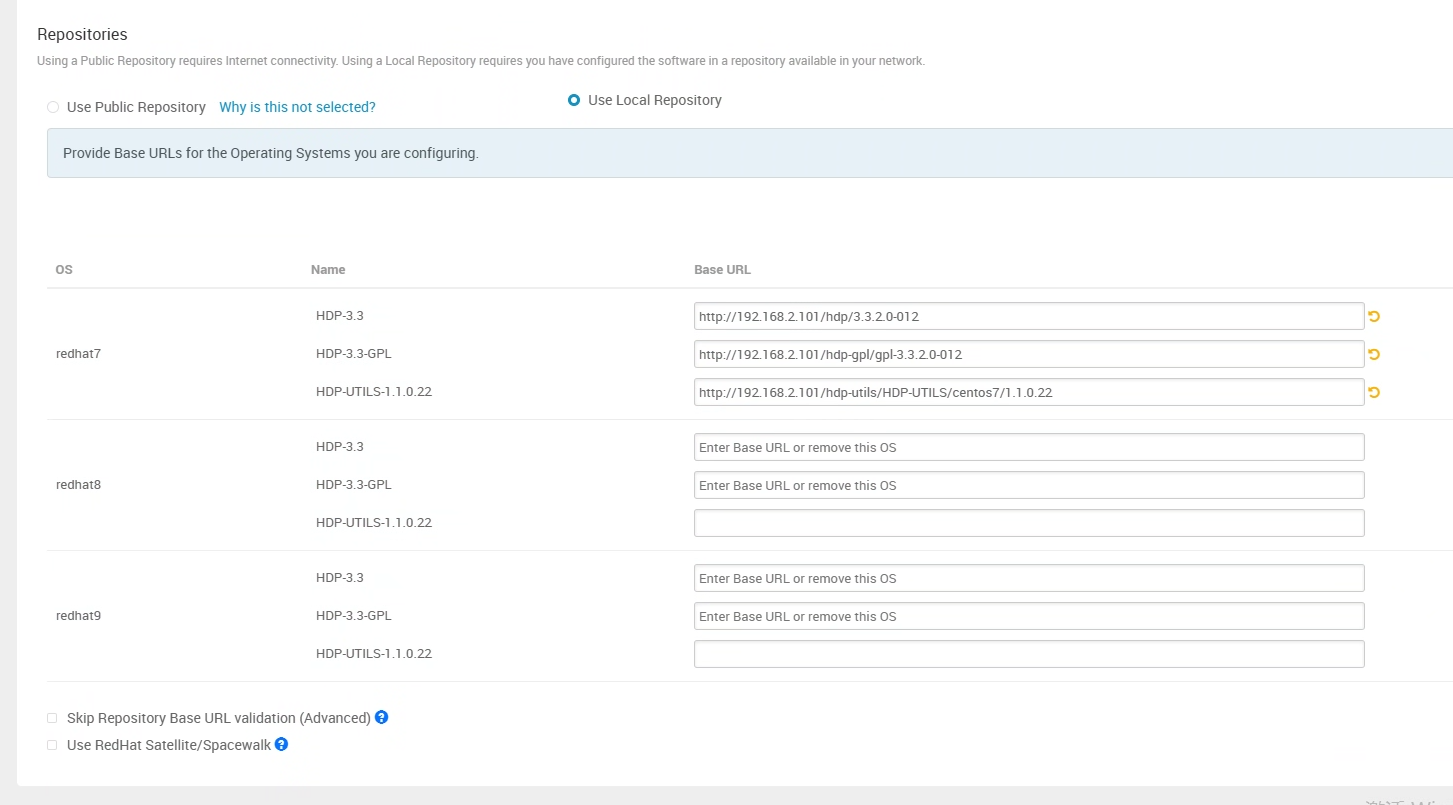 Repositories
Using a Public Repository requires Internet connectivity. Using a Local Repository requires you have configured the software in a repository available in your network.
Use Public Repository Why is this not selected? Use Local Repository
Provide Base URLs for the Operating Systems you are configuring.
OS Name Base URL
HDP-3.3 http://192.168.2.101/hdp/3.3.2.0-012
redhat7 HDP-3.3-GPL http://192.168.2.101/hdp-gpl/gpl-3.3.2.0-012
HDP-UTILS-1.1.0.22 http://192.168.2.101/hdp-utils/HDP-UTILS/centos7/1.1.0.22
HDP-3.3 Enter Base URL or remove this OS
redhat8 HDP-3.3-GPL Enter Base URL or remove this OS
HDP-UTILS-1.1.0.22
HDP-3.3 Enter Base URL or remove this OS
redhat9 HDP-3.3-GPL Enter Base URL or remove this OS
HDP-UTILS-1.1.0.22
Skip Repository Base URL validation (Advanced) ?
Use RedHat Satellite/Spacewalk ?